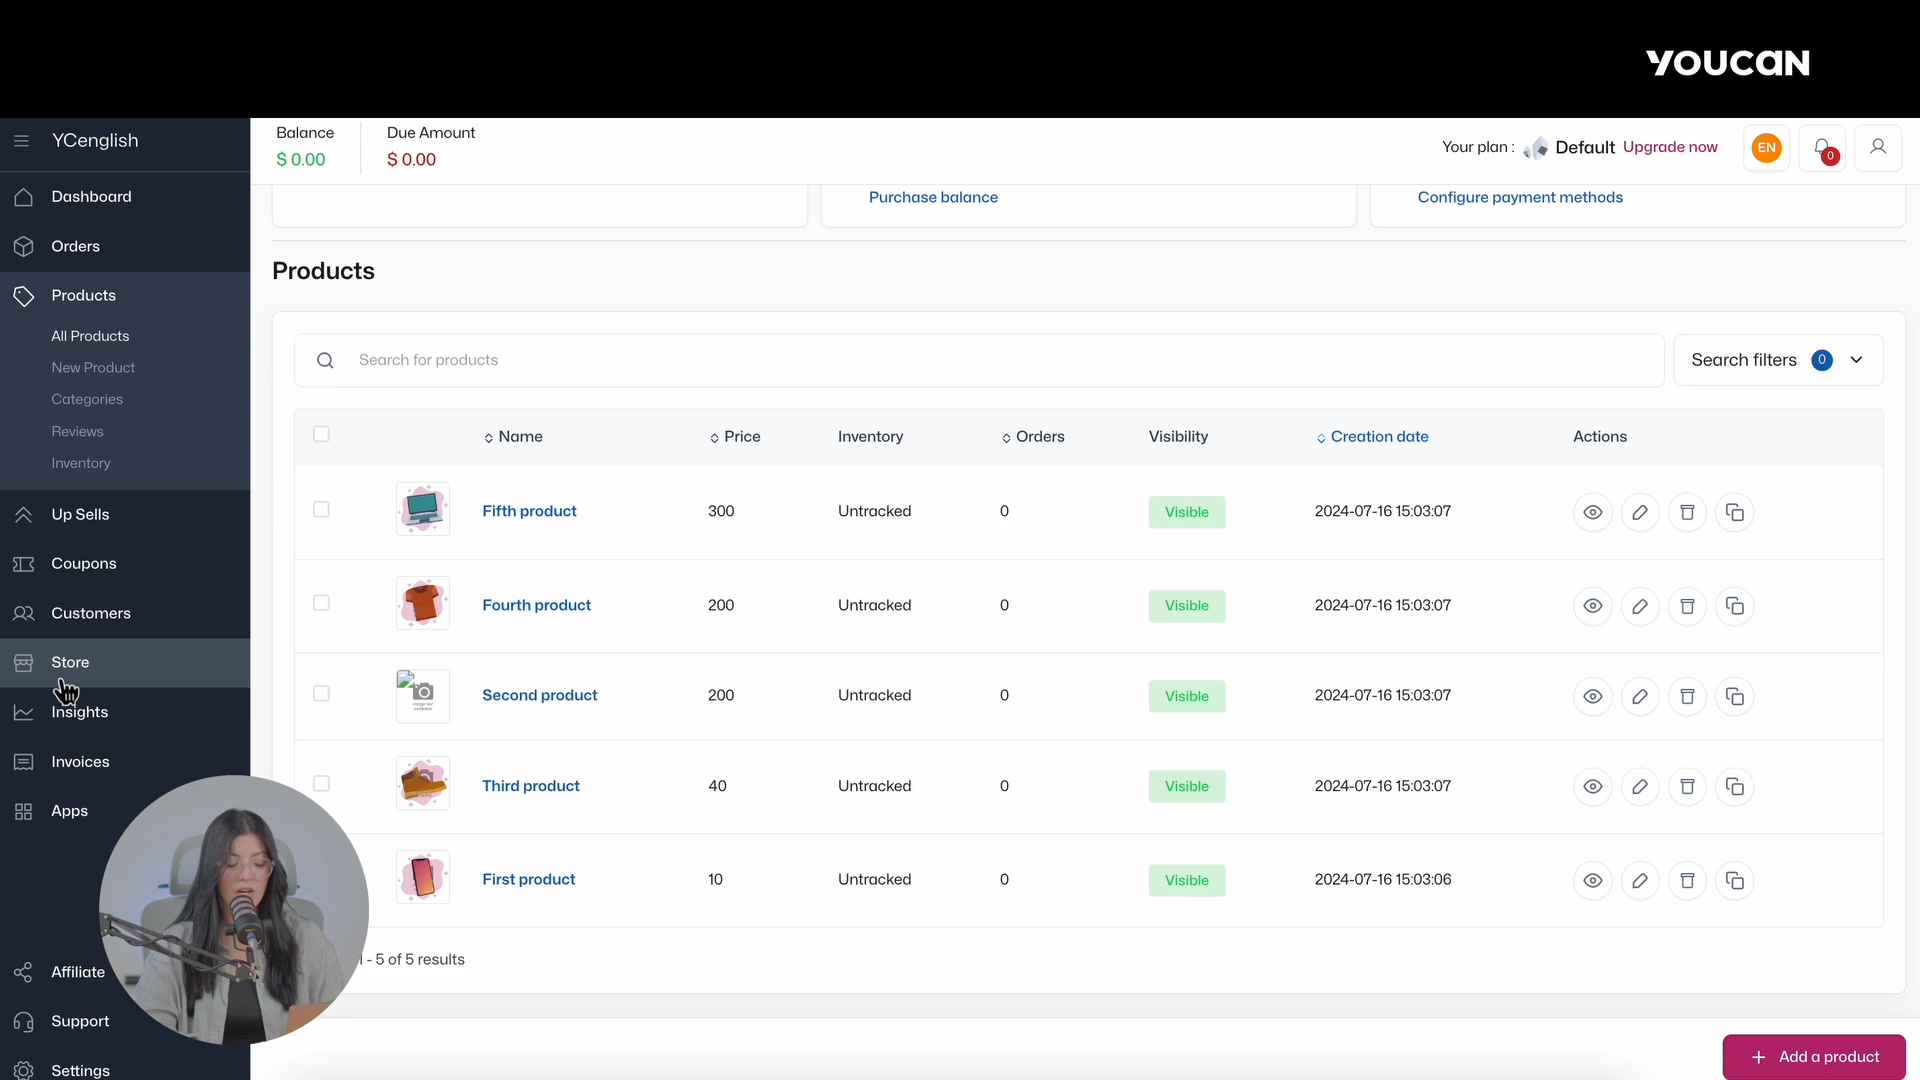 YOUCAN
YCenglish
Balance
$ 0.00
Due Amount
$ 0.00
Your plan :
Default
Upgrade now
EN
0
Dashboard
Orders
Products
All Products
New Product
Categories
Reviews
Inventory
Up Sells
Coupons
Customers
Store
Insights
Invoices
Apps
Affiliate
Support
Settings
Purchase balance
Configure payment methods
Products
Search for products
Search filters 0
Name Price Inventory Orders Visibility Creation date Actions
Fifth product 300 Untracked 0 Visible 2024-07-16 15:03:07
Fourth product 200 Untracked 0 Visible 2024-07-16 15:03:07
Second product 200 Untracked 0 Visible 2024-07-16 15:03:07
Third product 40 Untracked 0 Visible 2024-07-16 15:03:07
First product 10 Untracked 0 Visible 2024-07-16 15:03:06
- 5 of 5 results
+ Add a product